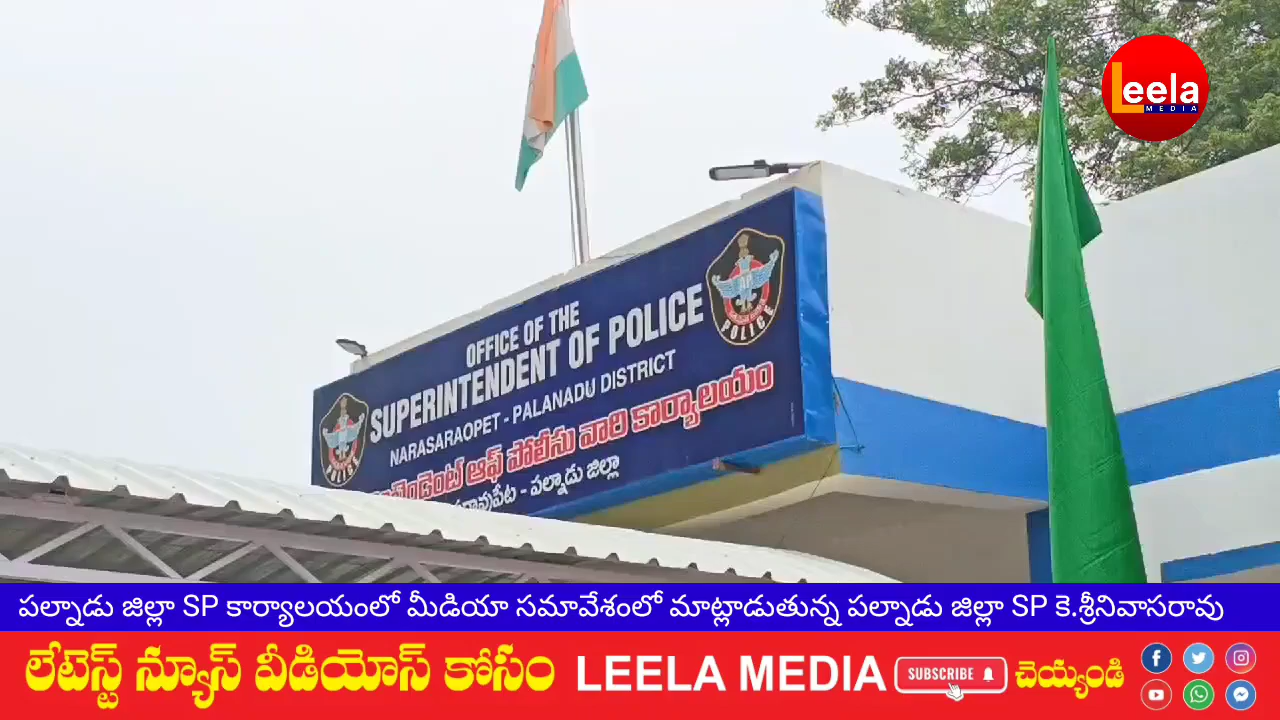 Leela
MEDIA
OFFICE OF THE
SUPERINTENDENT OF POLICE
NARASARAOPET - PALANADU DISTRICT
ఆఫ్ పోలీసు వారి కార్యాలయం
పల్నాడు జిల్లా
POLICE
POLICE
పల్నాడు జిల్లా SP కార్యాలయంలో మీడియా సమావేశంలో మాట్లాడుతున్న పల్నాడు జిల్లా SP కె.శ్రీనివాసరావు
లేటెస్ట్ న్యూస్ వీడియోస్ కోసం LEELA MEDIA SUBSCRIBE చెయ్యండి